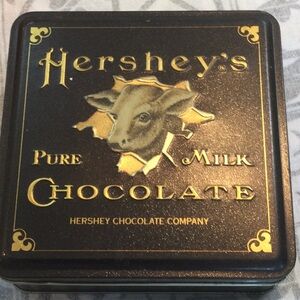 Hershey's
PURE MILK
CHOCOLATE
HERSHEY CHOCOLATE COMPANY